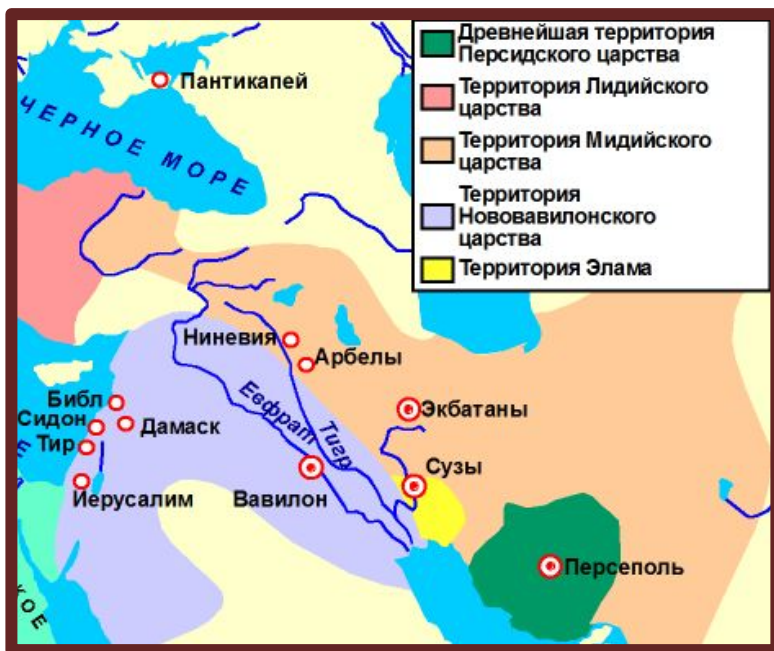 Древнейшая территория
Персидского царства
Территория Лидийского
царства
Территория Мидийского
царства
Территория
Нововавилонского
царства
Территория Элама
Пантикапей
ЧЕРНОЕ МОРЕ
Ниневия
Арбелы
Библ
Сидон
Дамаск
Тир
Иерусалим
Евфрат
Тигр
Вавилон
Экбатаны
Сузы
Персеполь
КОЕ